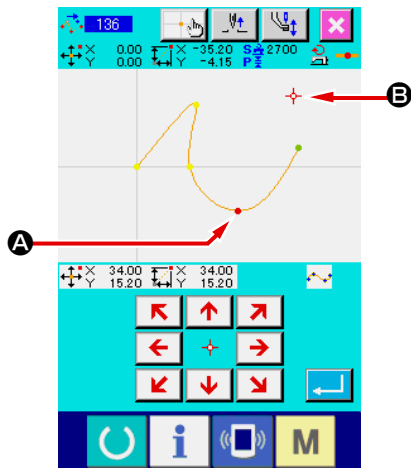 136
X 0.00 X -35.20 S 2700
Y 0.00 Y -4.15 P
B
A
X 34.00 X 34.00
Y 15.20 Y 15.20
i M